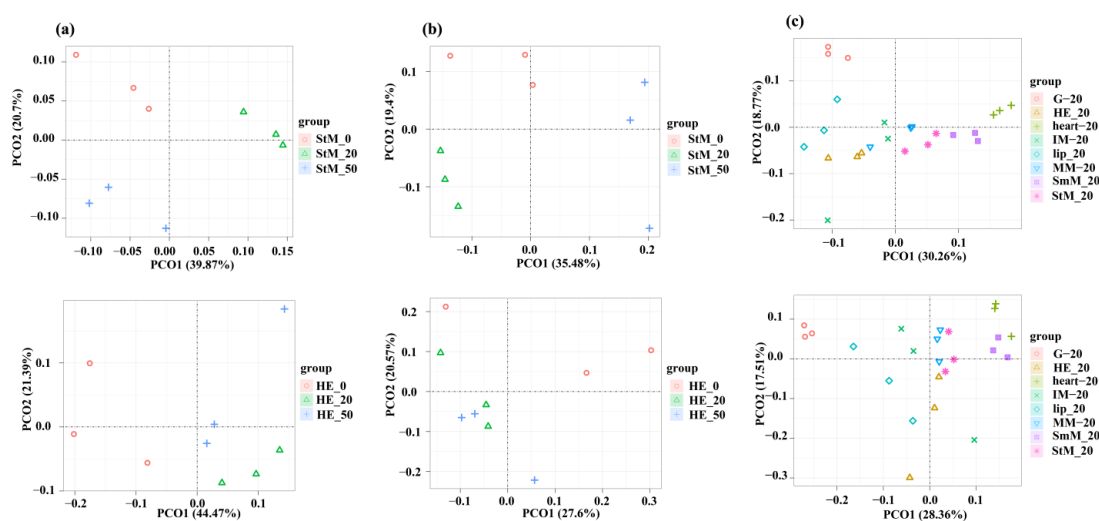 (a)
PCO2 (20.7%)
0.10
0.05
0.00
−0.05
−0.10
−0.10
−0.05
0.00
0.05
0.10
0.15
PCO1 (39.87%)
group
StM_0
StM_20
StM_50
(b)
PCO2 (19.4%)
0.1
0.0
−0.1
−0.1
0.0
0.1
0.2
PCO1 (35.48%)
group
StM_0
StM_20
StM_50
(c)
PCO2 (18.77%)
0.1
0.0
−0.1
−0.2
−0.1
0.0
0.1
PCO1 (30.26%)
group
G−20
HE_20
heart−20
IM−20
lip_20
MM−20
SmM_20
StM_20
PCO2 (21.39%)
0.1
0.0
−0.1
−0.2
−0.1
0.0
0.1
PCO1 (44.47%)
group
HE_0
HE_20
HE_50
PCO2 (20.57%)
0.2
0.1
0.0
−0.1
−0.2
−0.1
0.0
0.1
0.2
0.3
PCO1 (27.6%)
group
HE_0
HE_20
HE_50
PCO2 (17.51%)
0.1
0.0
−0.1
−0.2
−0.3
−0.2
−0.1
0.0
0.1
PCO1 (28.36%)
group
G−20
HE_20
heart−20
IM−20
lip_20
MM−20
SmM_20
StM_20